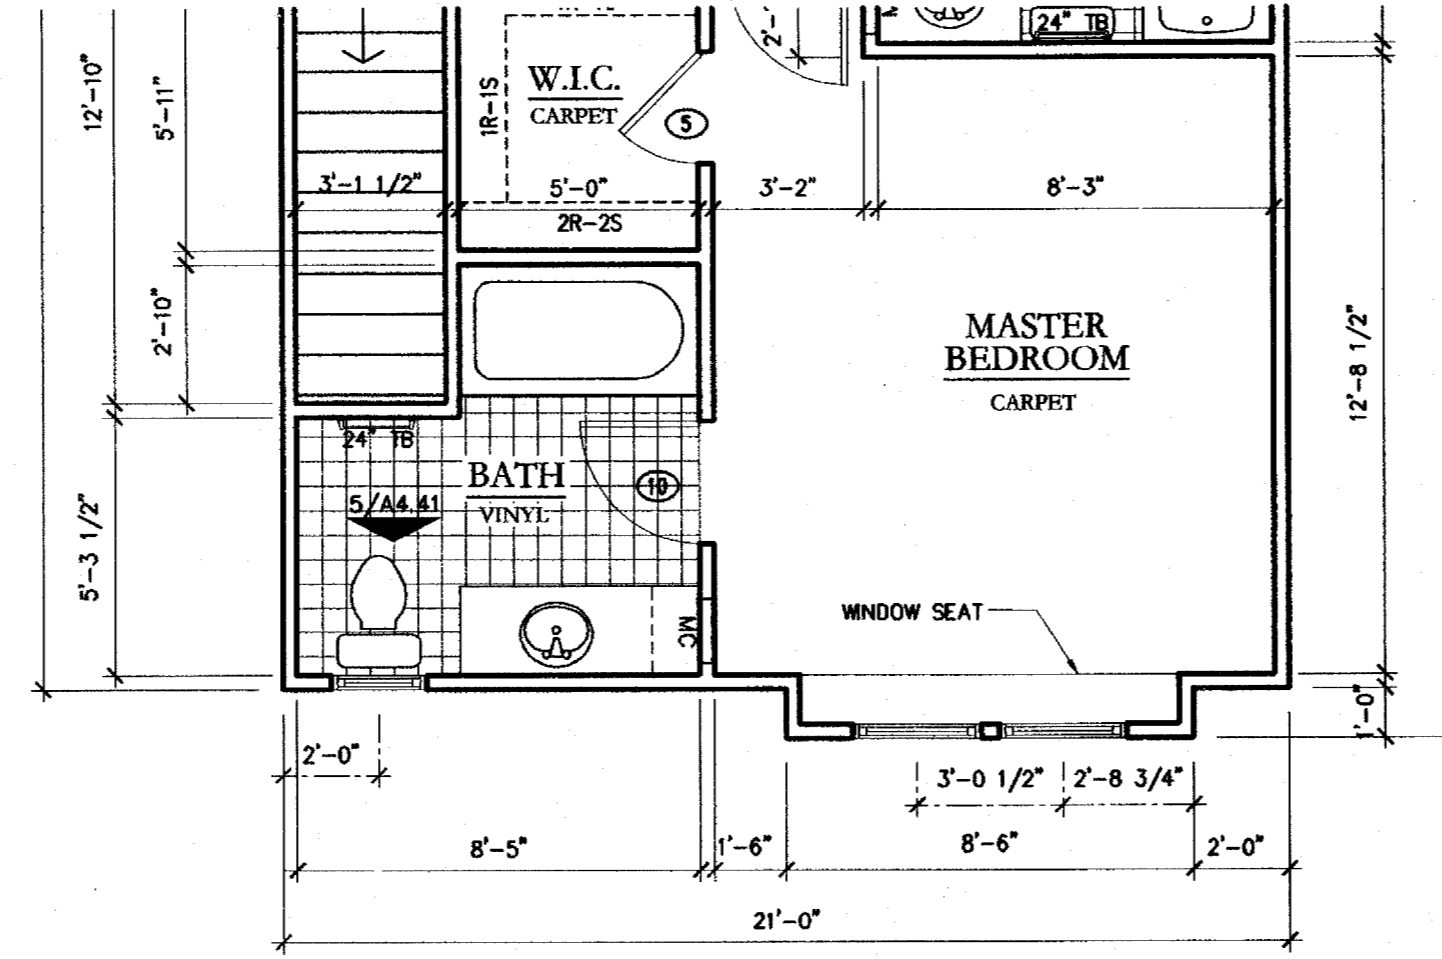 24" TB
12'-10"
5'-11"
2'-
W.I.C.
CARPET
1R-1S
5
3'-1 1/2"
5'-0"
3'-2"
8'-3"
2R-2S
2'-10"
MASTER
BEDROOM
CARPET
12'-8 1/2"
24" TB
BATH
VINYL
10
5/A4.41
5'-3 1/2"
WINDOW SEAT
MC
1'-0"
2'-0"
3'-0 1/2"
2'-8 3/4"
8'-5"
1'-6"
8'-6"
2'-0"
21'-0"